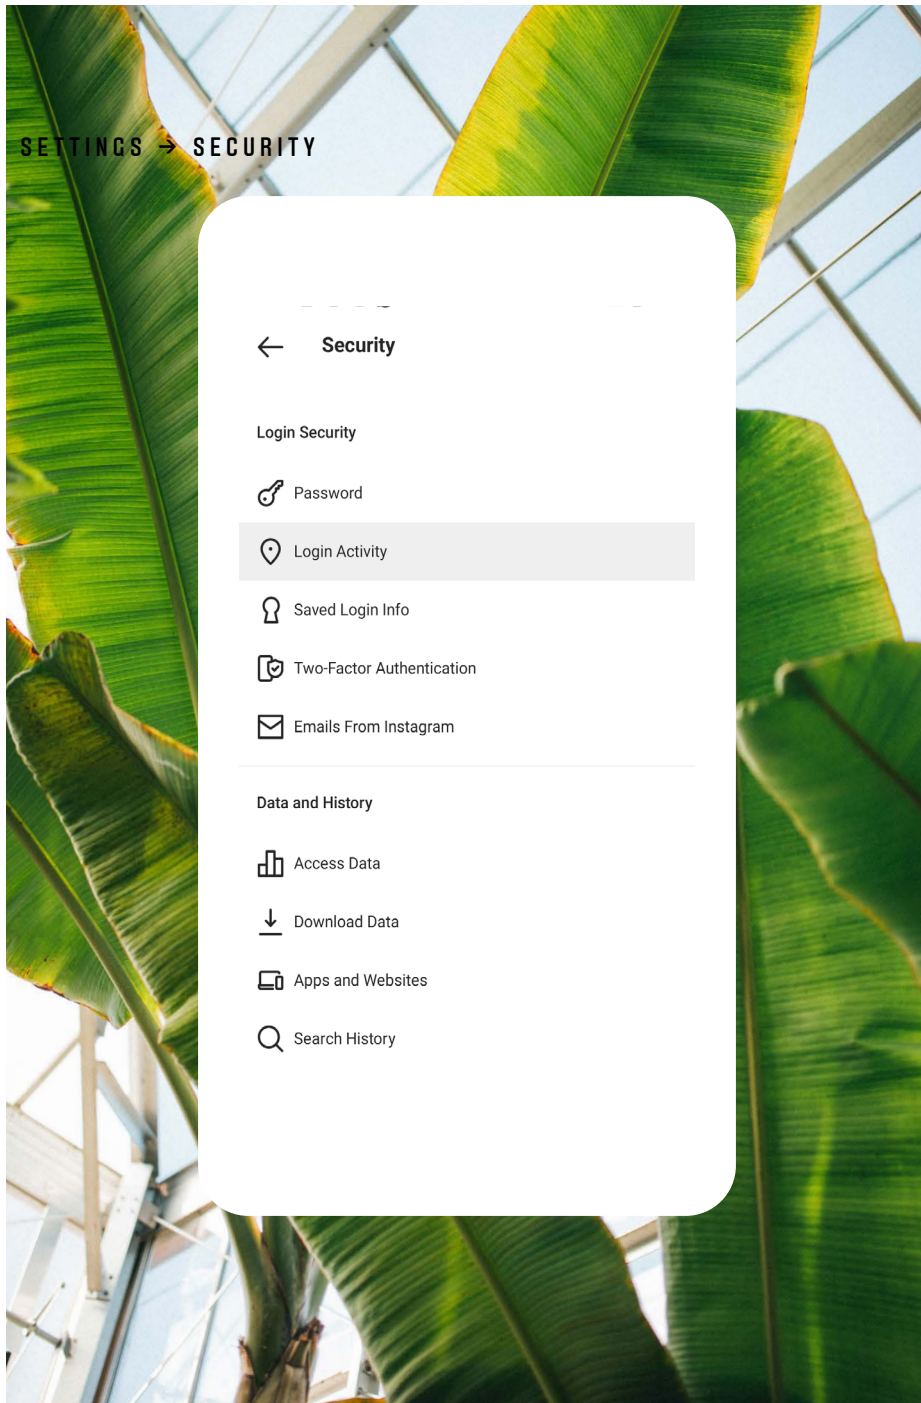 SETTINGS → SECURITY
Security
Login Security
Password
Login Activity
Saved Login Info
Two-Factor Authentication
Emails From Instagram
Data and History
Access Data
Download Data
Apps and Websites
Search History